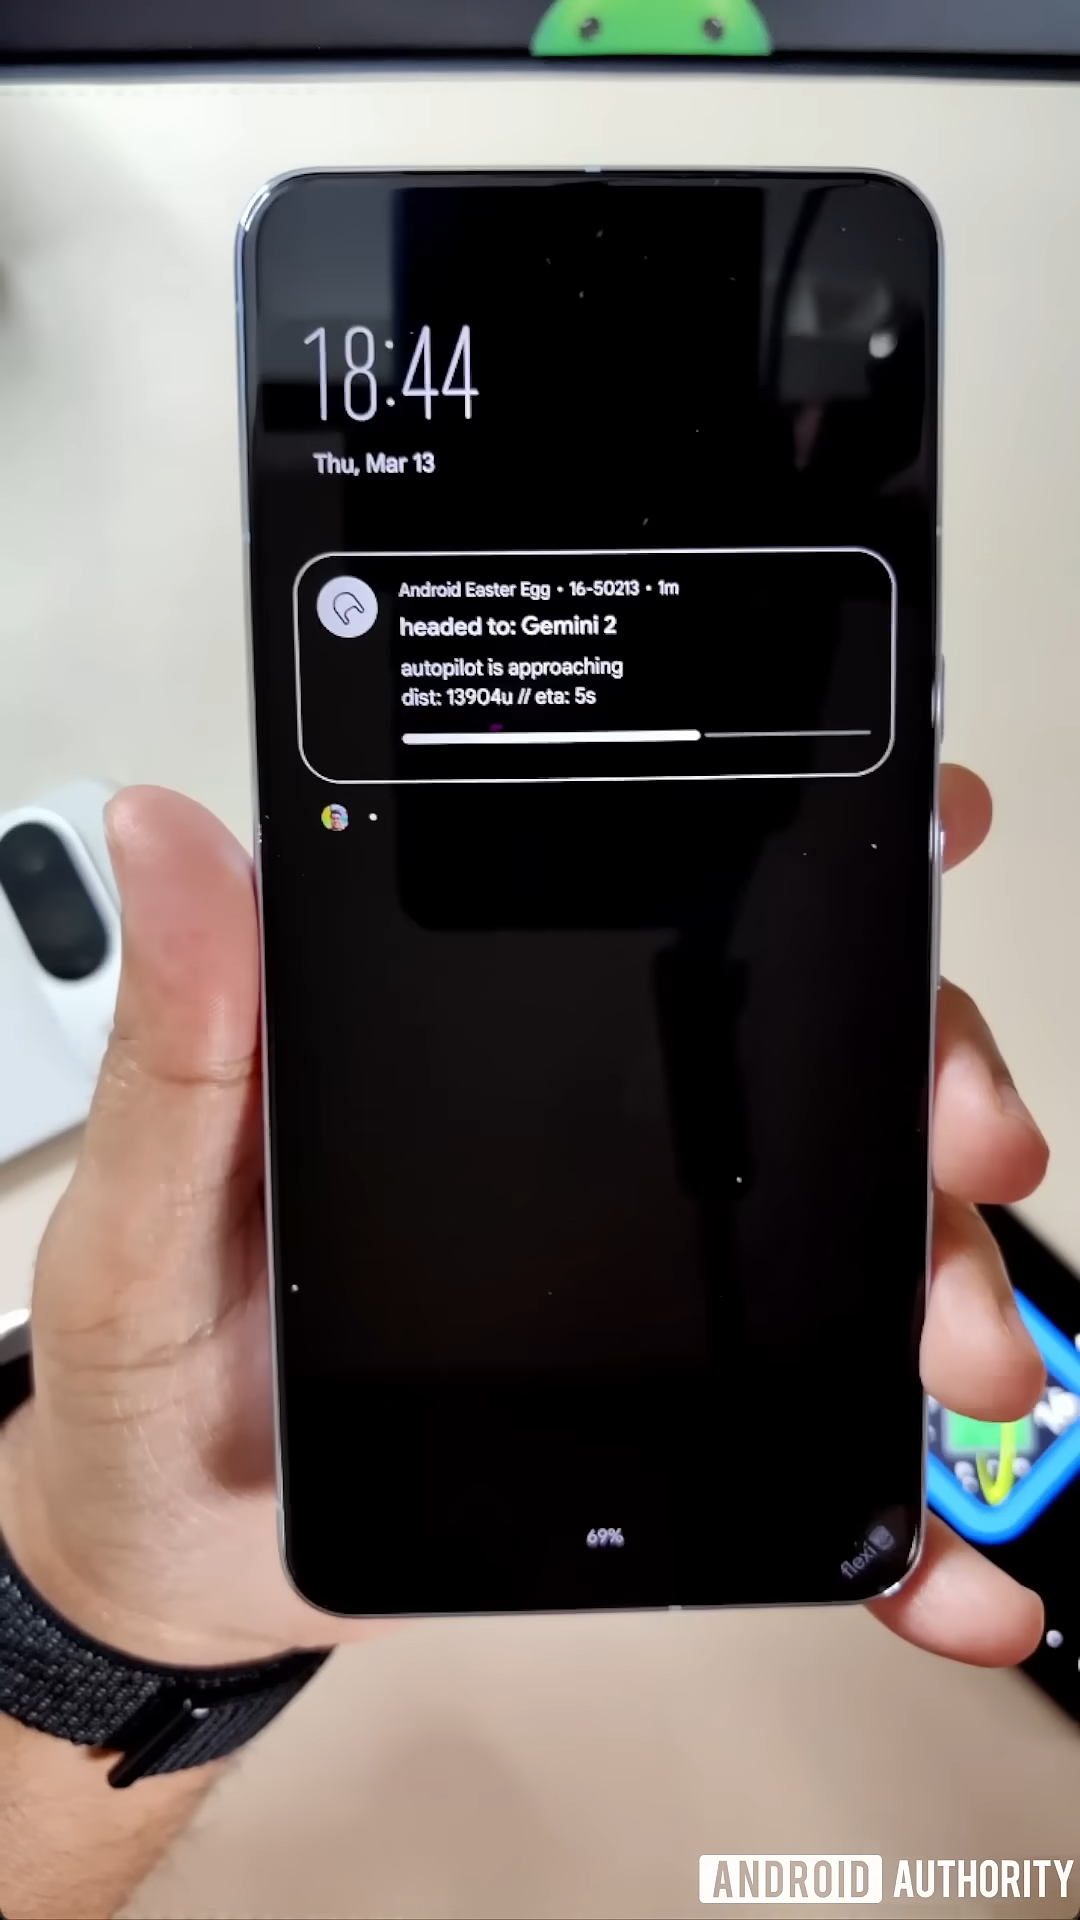 18:44
Thu, Mar 13
Android Easter Egg • 16-50213 • 1m
headed to: Gemini 2
autopilot is approaching
dist: 13904u // eta: 5s
69%
flexi
ANDROID AUTHORITY